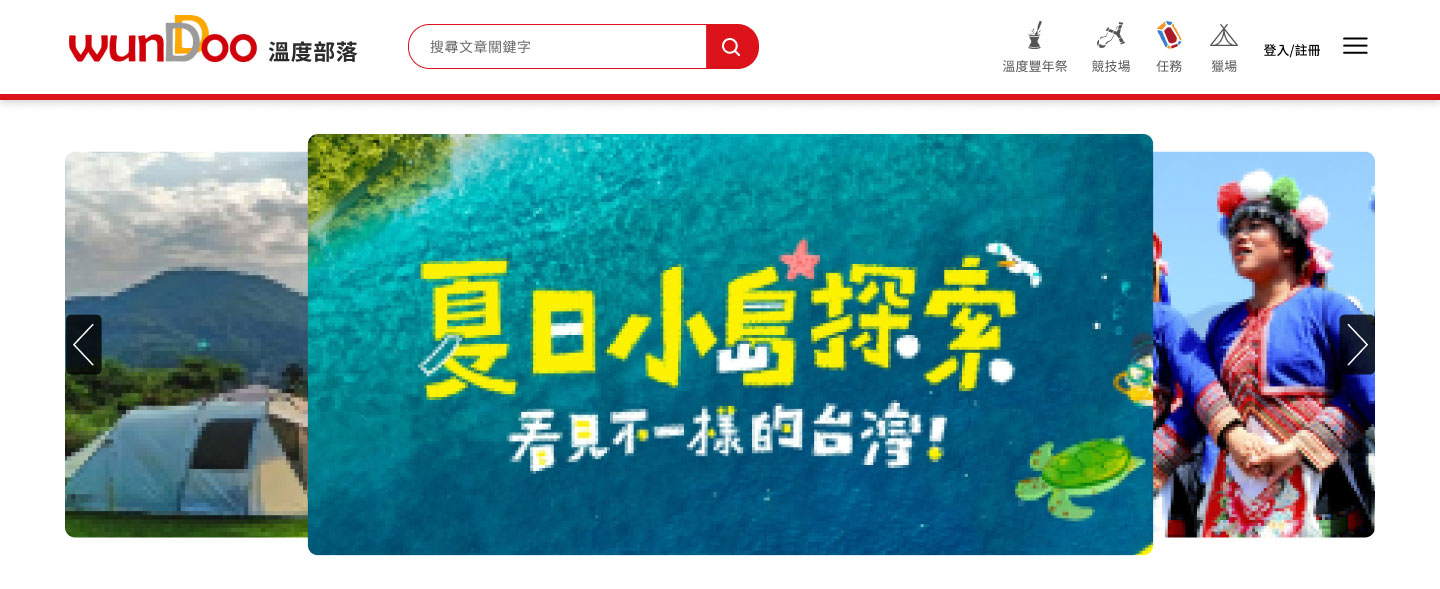 wunDoo 溫度部落
搜尋文章關鍵字
溫度豐年祭
競技場
任務
獵場
登入/註冊
夏日小島探索
看見不一樣的台灣!